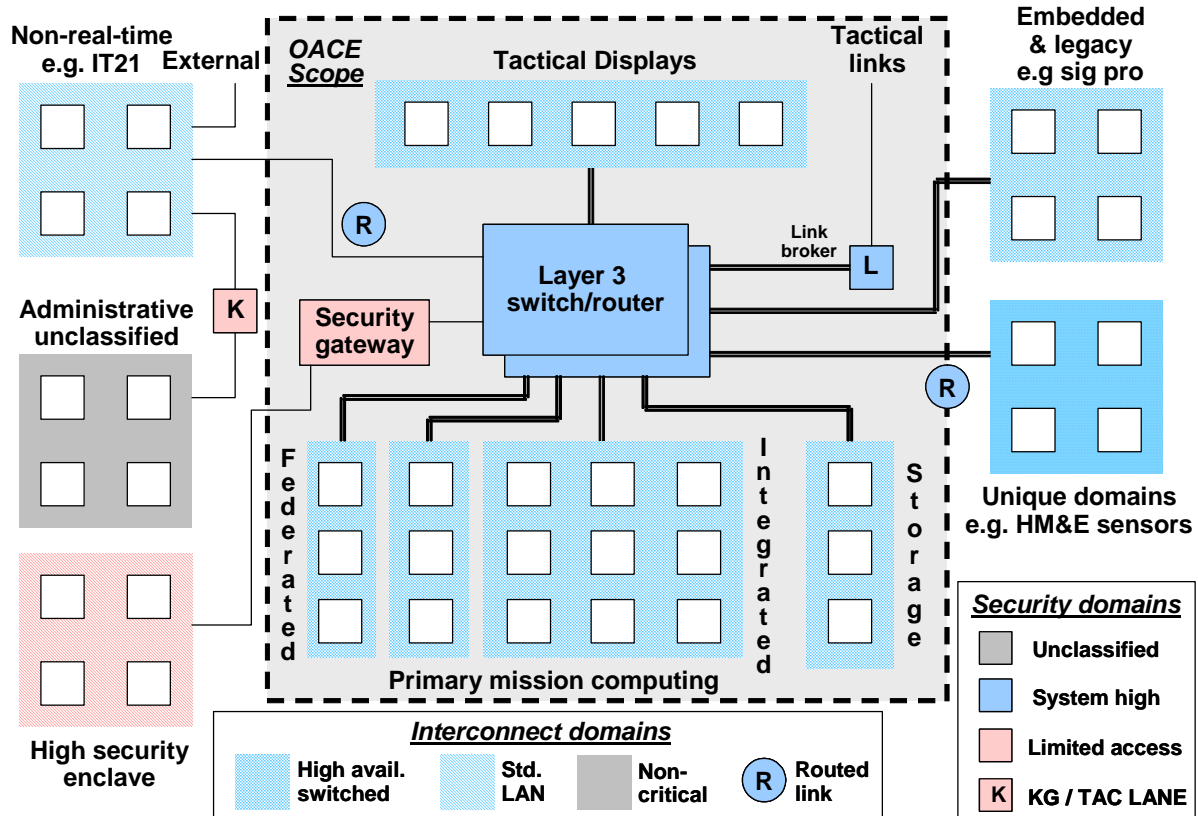 Non-real-time
e.g. IT21
External
OACE
Scope
Tactical Displays
Tactical
links
Embedded
& legacy
e.g sig pro
R
Link
broker
L
Layer 3
switch/router
K
Security
gateway
Administrative
unclassified
R
Federated
Integrated
Storage
Unique domains
e.g. HM&E sensors
Primary mission computing
High security
enclave
Interconnect domains
High avail.
switched
Std.
LAN
Non-
critical
R
Routed
link
Security domains
Unclassified
System high
Limited access
K
KG / TAC LANE